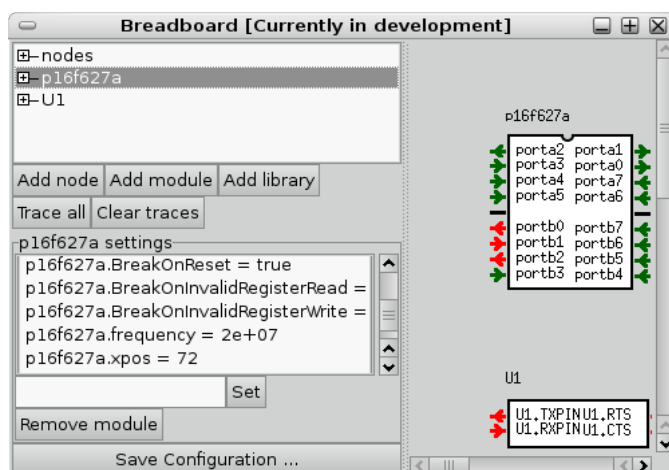 Breadboard [Currently in development]
nodes
p16f627a
U1
Add node Add module Add library
Trace all Clear traces
p16f627a settings
p16f627a.BreakOnReset = true
p16f627a.BreakOnInvalidRegisterRead =
p16f627a.BreakOnInvalidRegisterWrite =
p16f627a.frequency = 2e+07
p16f627a.xpos = 72
Set
Remove module
Save Configuration ...
p16f627a
porta2 porta1
porta3 porta0
porta4 porta7
porta5 porta6
portb0 portb7
portb1 portb6
portb2 portb5
portb3 portb4
U1
U1.TXPIN U1.RTS
U1.RXPIN U1.CTS